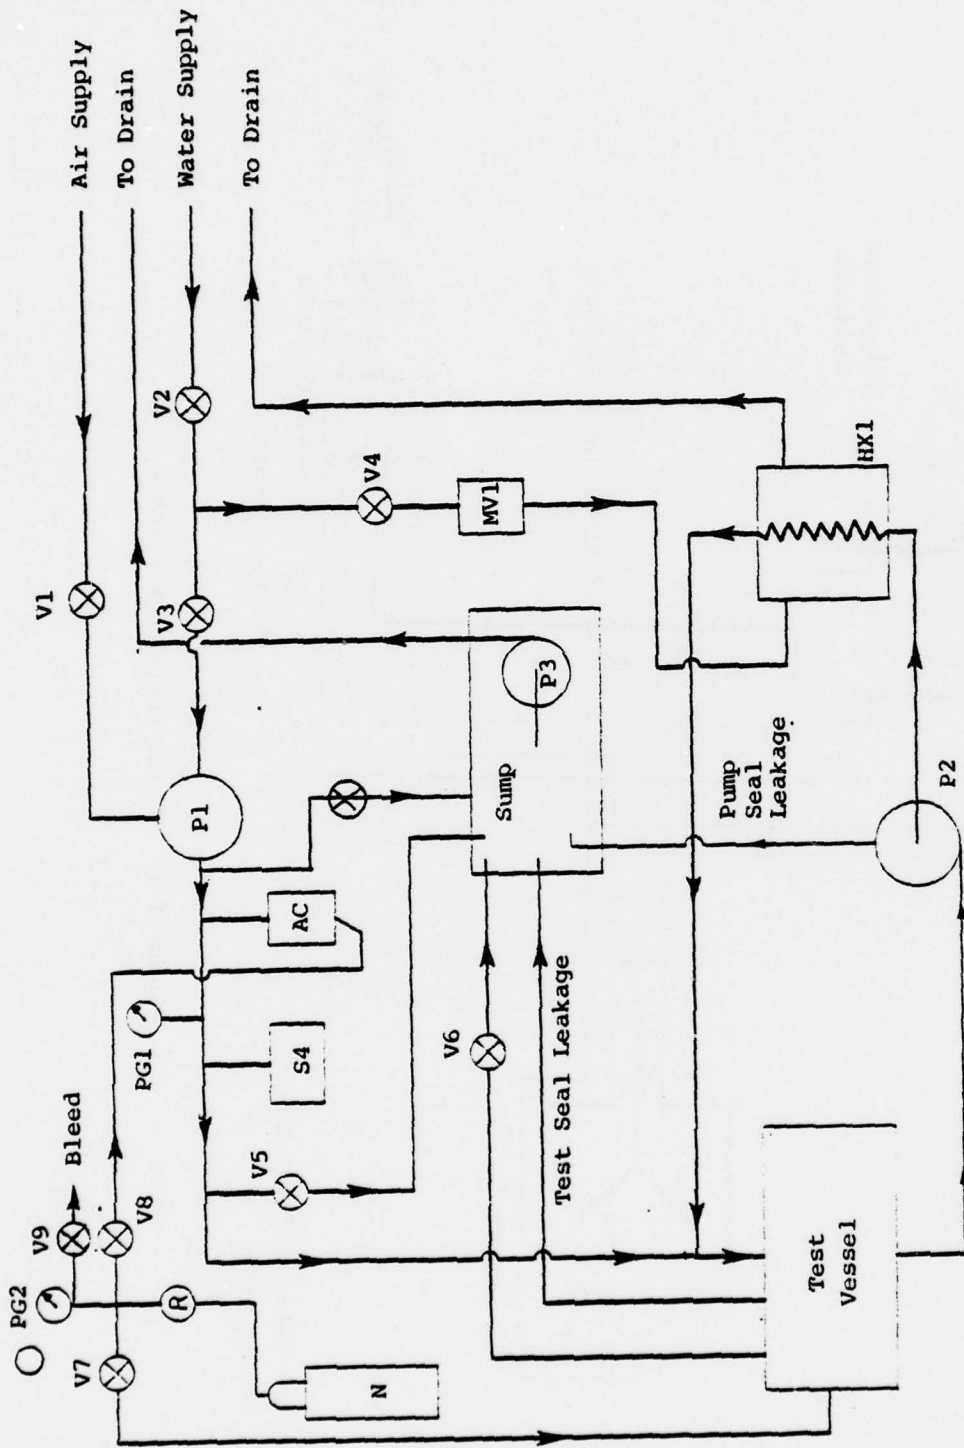 Air Supply
To Drain
Water Supply
To Drain
V1
V2
V3
V4
MV1
HX1
P1
P3
Sump
Pump
Seal
Leakage
P2
AC
PG1
S4
V5
V6
Test Seal Leakage
Bleed
V9
V8
PG2
R
V7
N
Test
Vessel